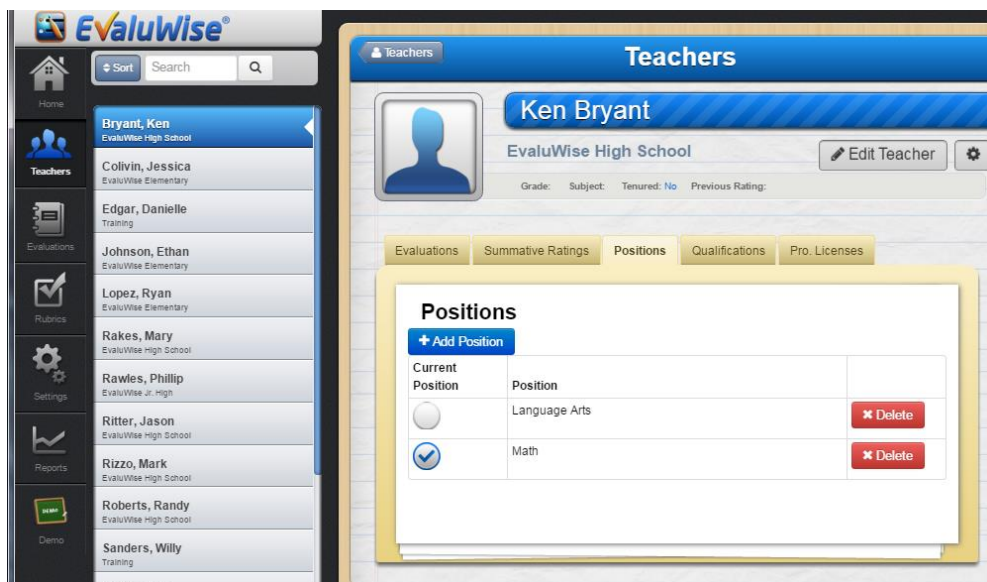 EvaluWise®
Home
Teachers
Evaluations
Rubrics
Settings
Reports
DEMO
Demo
Sort
Search
Bryant, Ken
EvaluWise High School
Colivin, Jessica
EvaluWise Elementary
Edgar, Danielle
Training
Johnson, Ethan
EvaluWise Elementary
Lopez, Ryan
EvaluWise Elementary
Rakes, Mary
EvaluWise High School
Rawles, Phillip
EvaluWise Jr. High
Ritter, Jason
EvaluWise High School
Rizzo, Mark
EvaluWise High School
Roberts, Randy
EvaluWise High School
Sanders, Willy
Training
Teachers
Teachers
Ken Bryant
EvaluWise High School
Edit Teacher
Grade: Subject: Tenured: No Previous Rating:
Evaluations Summative Ratings Positions Qualifications Pro. Licenses
Positions
Add Position
Current
Position Position
Language Arts Delete
Math Delete